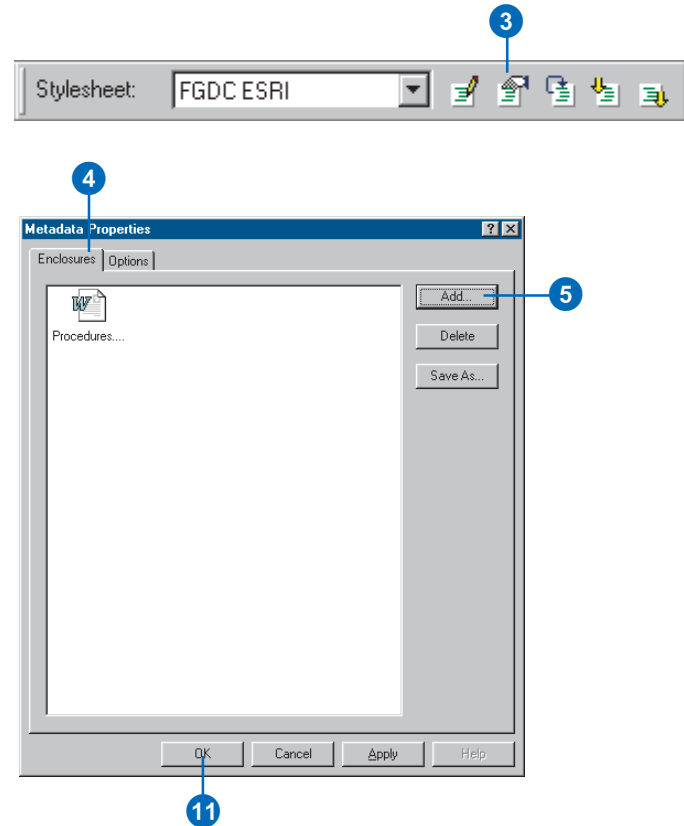 3
Stylesheet: FGDC ESRI
4
Metadata Properties
Enclosures Options
Add... 5
Procedures....
Delete
Save As...
OK Cancel Apply Help
11